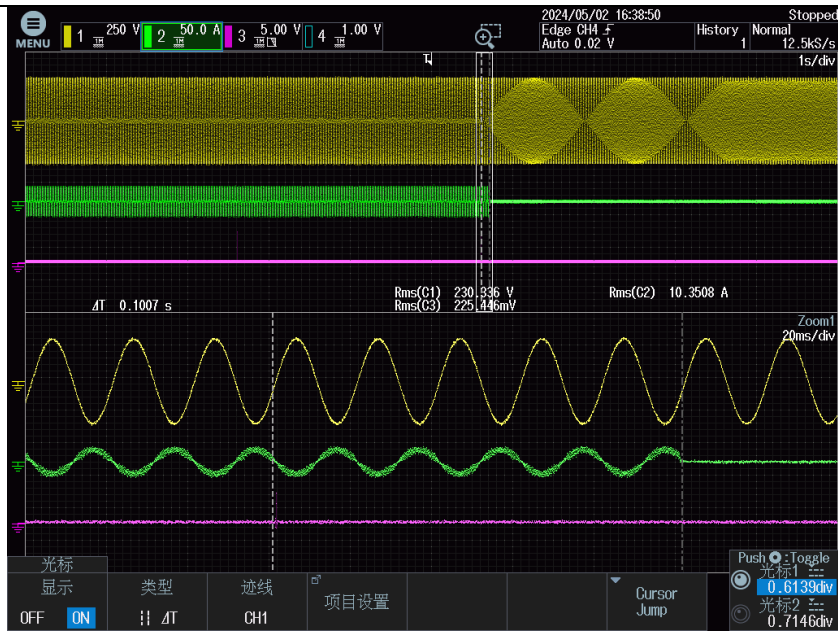 2024/05/02 16:38:50 Stopped
MENU 1 1M 250 V 2 1M 50.0 A 3 1M 5.00 V 4 1M 1.00 V Edge CH4 History Normal
Auto 0.02 V 1 12.5kS/s
1s/div
T
Rms(C1) 230.336 V Rms(C2) 10.3508 A
ΔT 0.1007 s Rms(C3) 225.446mV
Zoom1
20ms/div
光标 Push :Toggle
显示 类型 迹线 项目设置 Cursor 光标1
OFF ON ΔT CH1 Jump 0.6139div
光标2
0.7146div